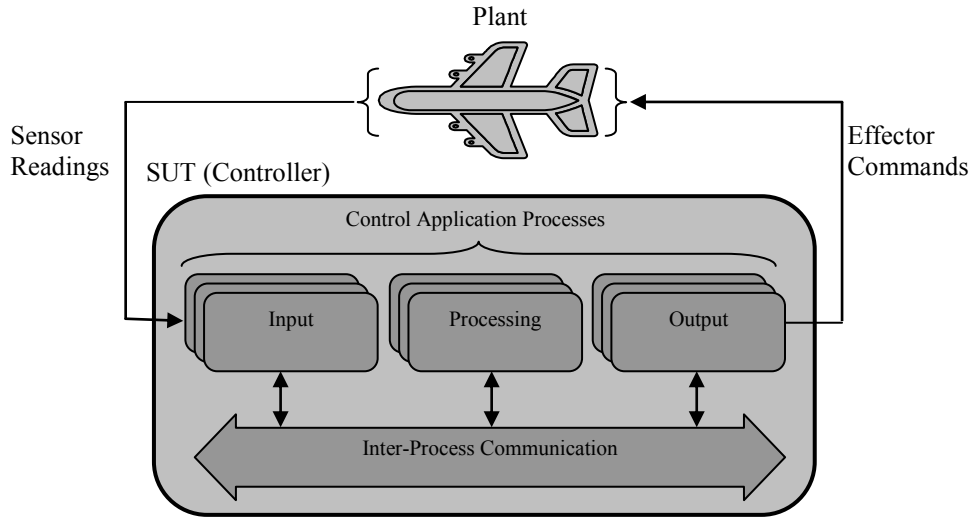 Plant
Sensor
Readings
Effector
Commands
SUT (Controller)
Control Application Processes
Input
Processing
Output
Inter-Process Communication